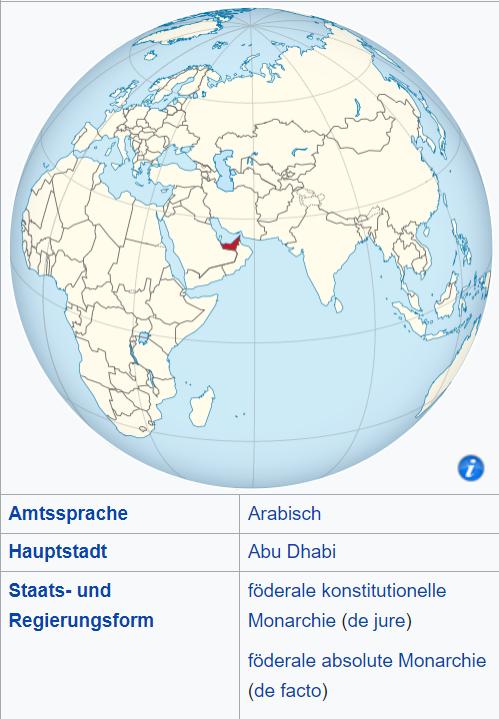 Amtssprache Arabisch
Hauptstadt Abu Dhabi
Staats- und Regierungsform
föderale konstitutionelle
Monarchie (de jure)
föderale absolute Monarchie
(de facto)